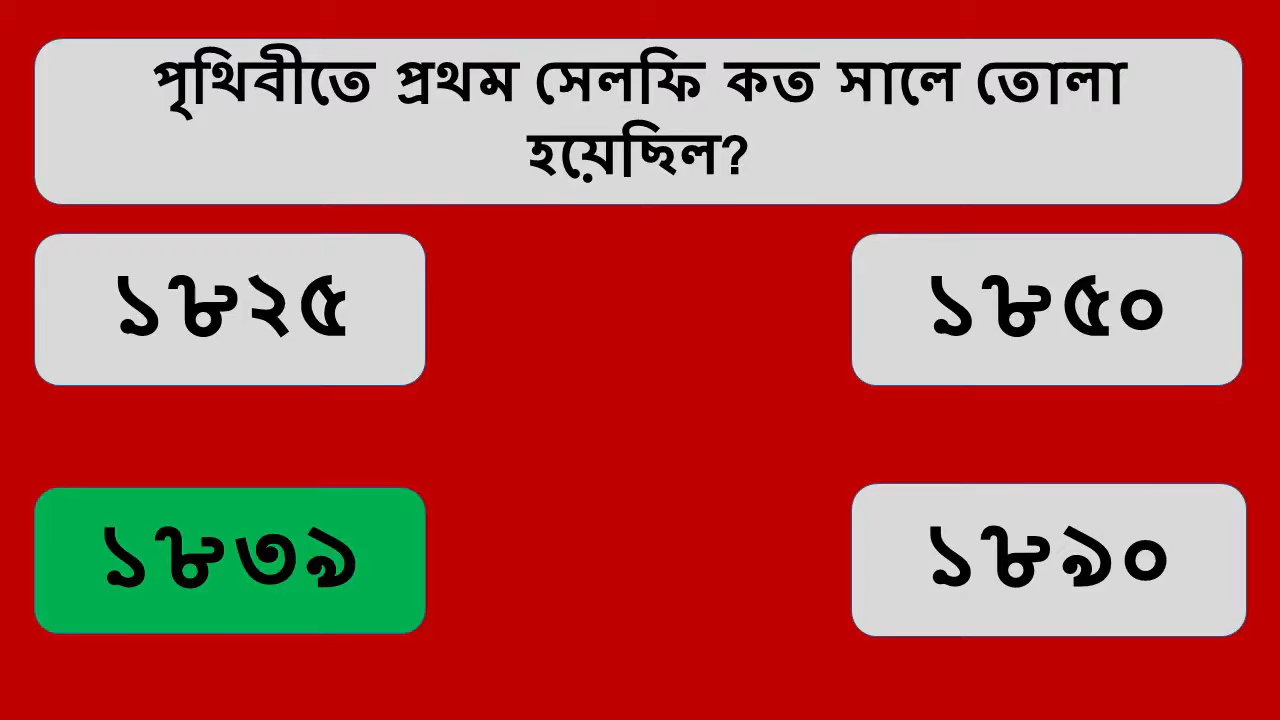 পৃথিবীতে প্রথম সেলফি কত সালে তোলা
হয়েছিল?
১৮২৫
১৮৫০
১৮৩৯
১৮৯০